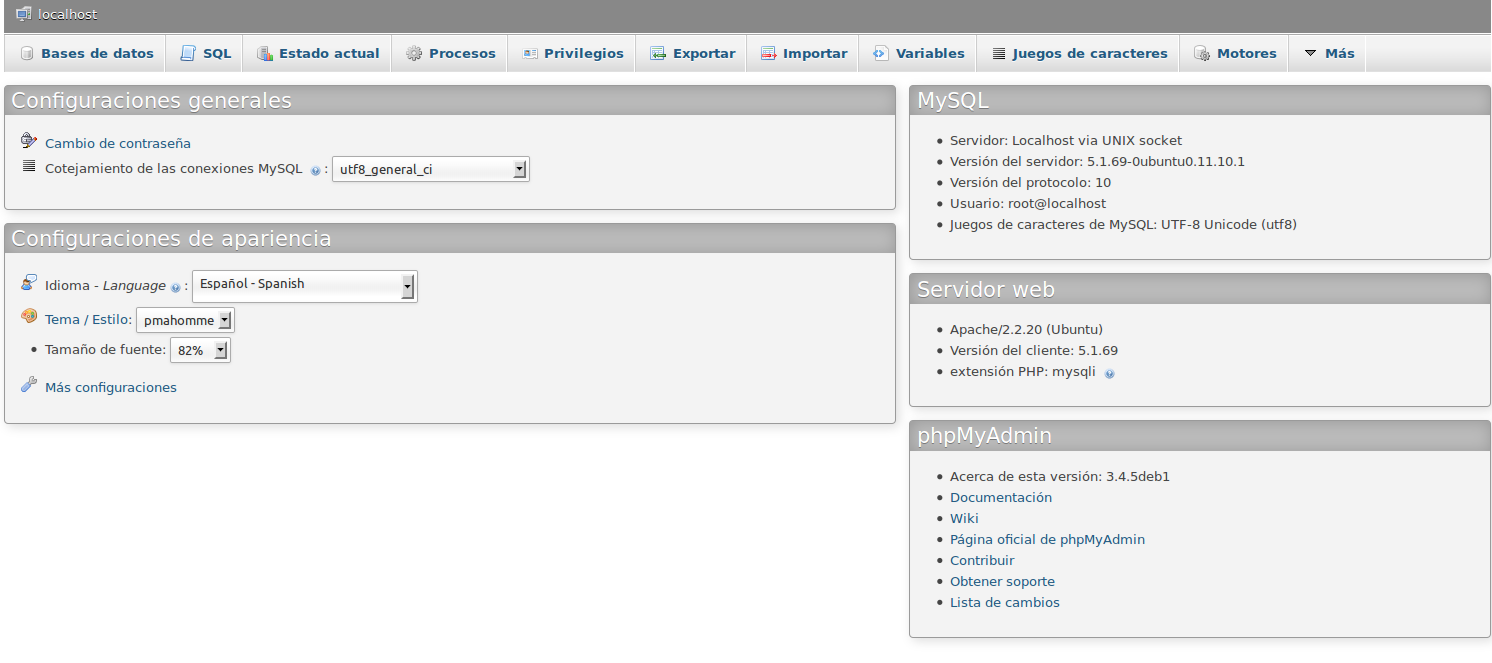 localhost
Bases de datos SQL Estado actual Procesos Privilegios Exportar Importar Variables Juegos de caracteres Motores Más
Configuraciones generales
Cambio de contraseña
Cotejamiento de las conexiones MySQL : utf8_general_ci
Configuraciones de apariencia
Idioma - Language : Español - Spanish
Tema / Estilo: pmahomme
Tamaño de fuente: 82%
Más configuraciones
MySQL
Servidor: Localhost via UNIX socket
Versión del servidor: 5.1.69-0ubuntu0.11.10.1
Versión del protocolo: 10
Usuario: root@localhost
Juegos de caracteres de MySQL: UTF-8 Unicode (utf8)
Servidor web
Apache/2.2.20 (Ubuntu)
Versión del cliente: 5.1.69
extensión PHP: mysqli
phpMyAdmin
Acerca de esta versión: 3.4.5deb1
Documentación
Wiki
Página oficial de phpMyAdmin
Contribuir
Obtener soporte
Lista de cambios